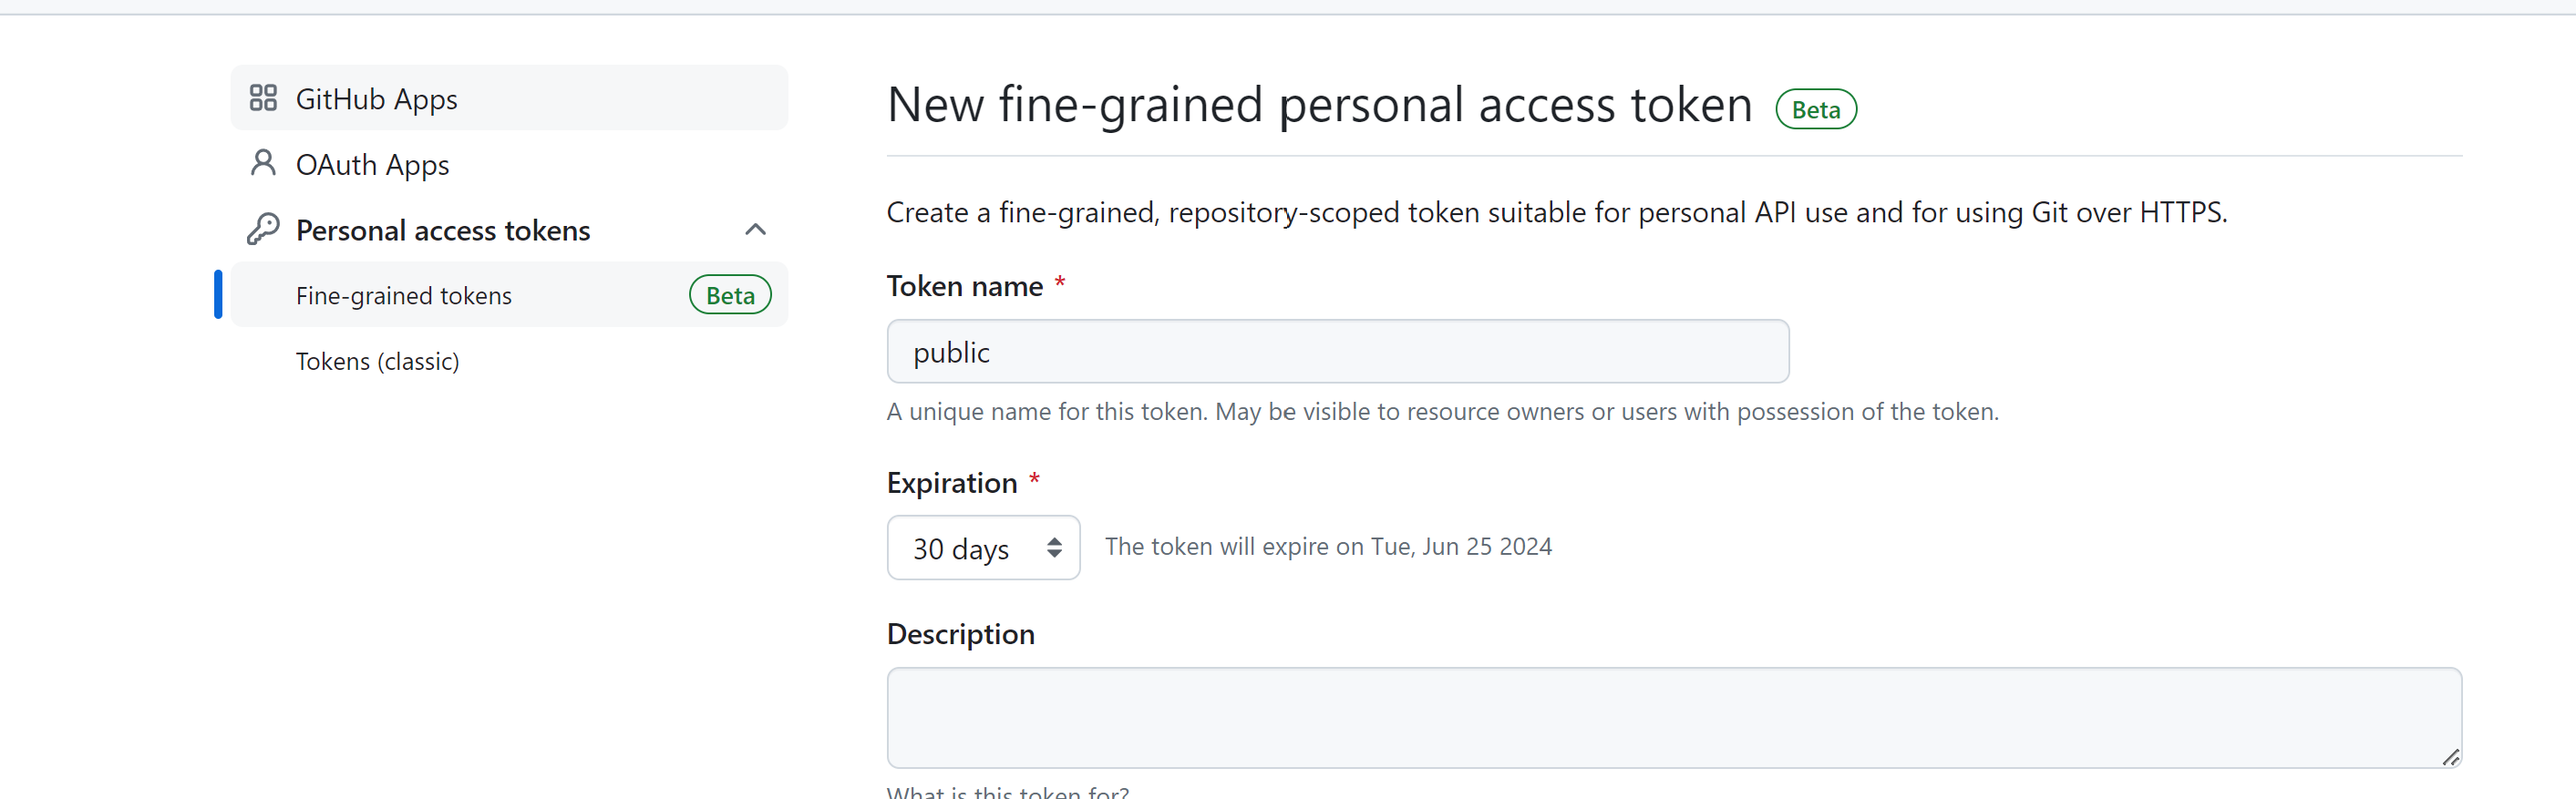 GitHub Apps
OAuth Apps
Personal access tokens
Fine-grained tokens Beta
Tokens (classic)
New fine-grained personal access token Beta
Create a fine-grained, repository-scoped token suitable for personal API use and for using Git over HTTPS.
Token name *
public
A unique name for this token. May be visible to resource owners or users with possession of the token.
Expiration *
30 days The token will expire on Tue, Jun 25 2024
Description
What is this token for?